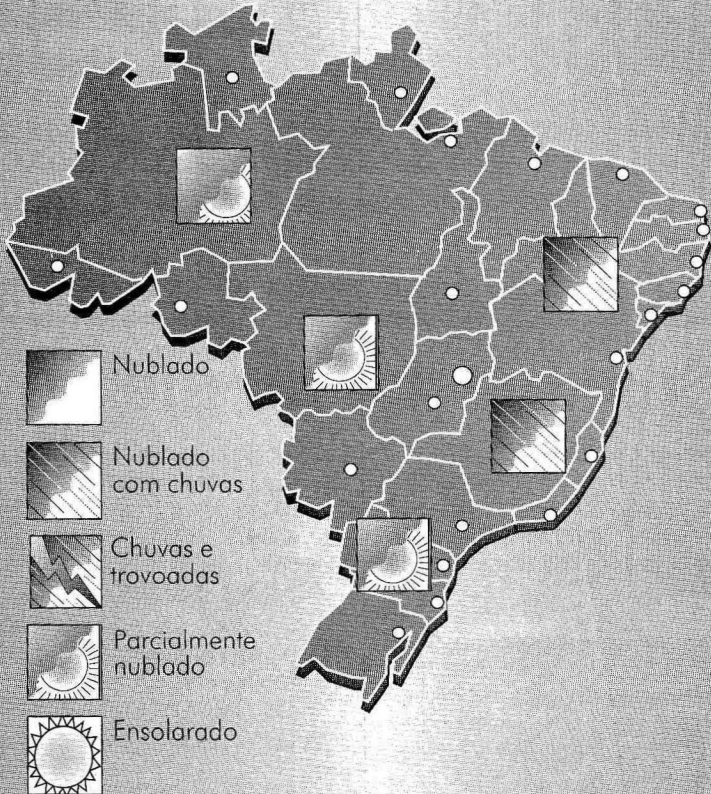 Nublado
Nublado
com chuvas
Chuvas e
trovoadas
Parcialmente
nublado
Ensolarado